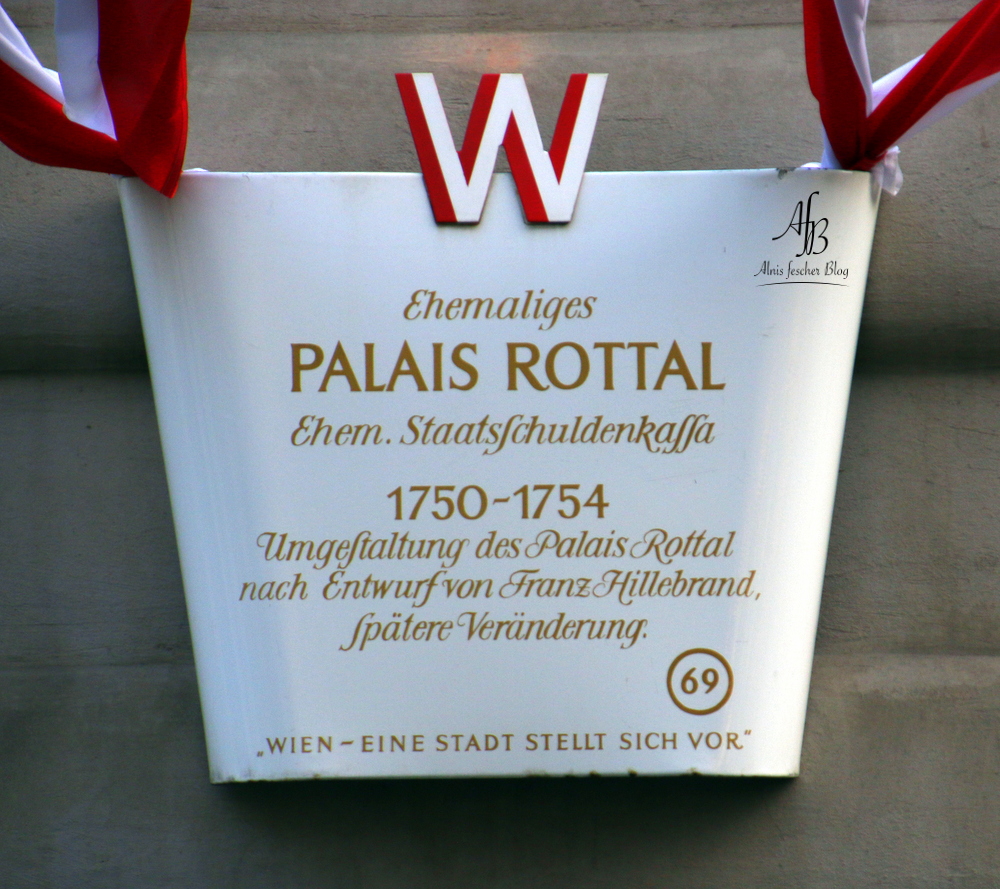 W
AfB
Alnis fescher Blog
Ehemaliges
PALAIS ROTTAL
Ehem. Staatsſchuldenkaſſa
1750-1754
Umgeſtaltung des Palais Rottal
nach Entwurf von Franz Hillebrand,
ſpätere Veränderung.
69
„WIEN - EINE STADT STELLT SICH VOR.“